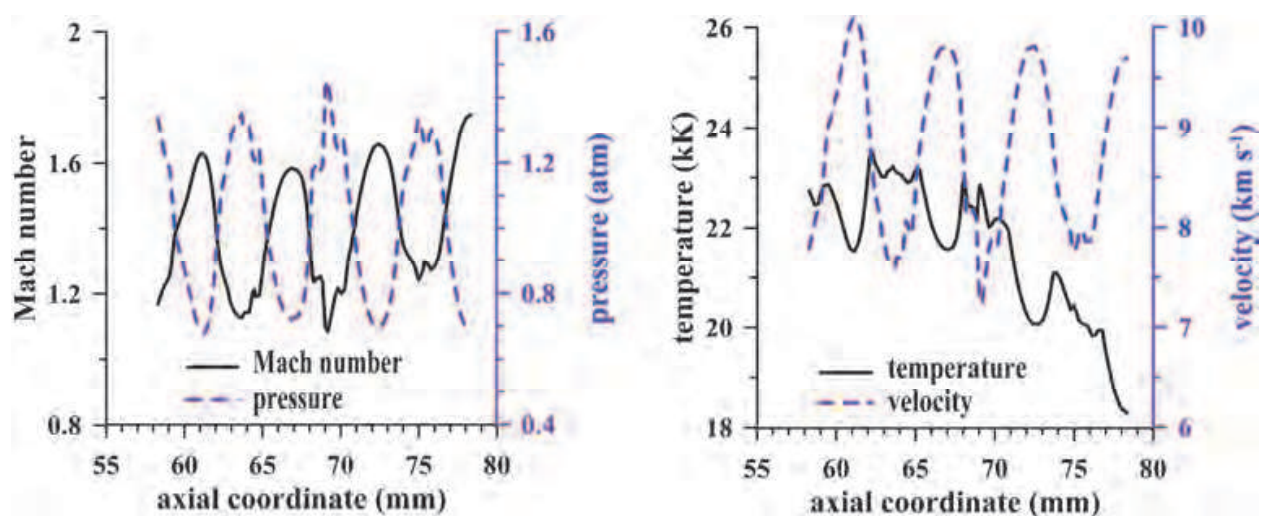 2
1.6
1.2
0.8
Mach number
1.6
1.2
0.8
0.4
pressure (atm)
Mach number
pressure
55 60 65 70 75 80
axial coordinate (mm)
26
24
22
20
18
temperature (kK)
10
9
8
7
6
velocity (km s-1)
temperature
velocity
55 60 65 70 75 80
axial coordinate (mm)